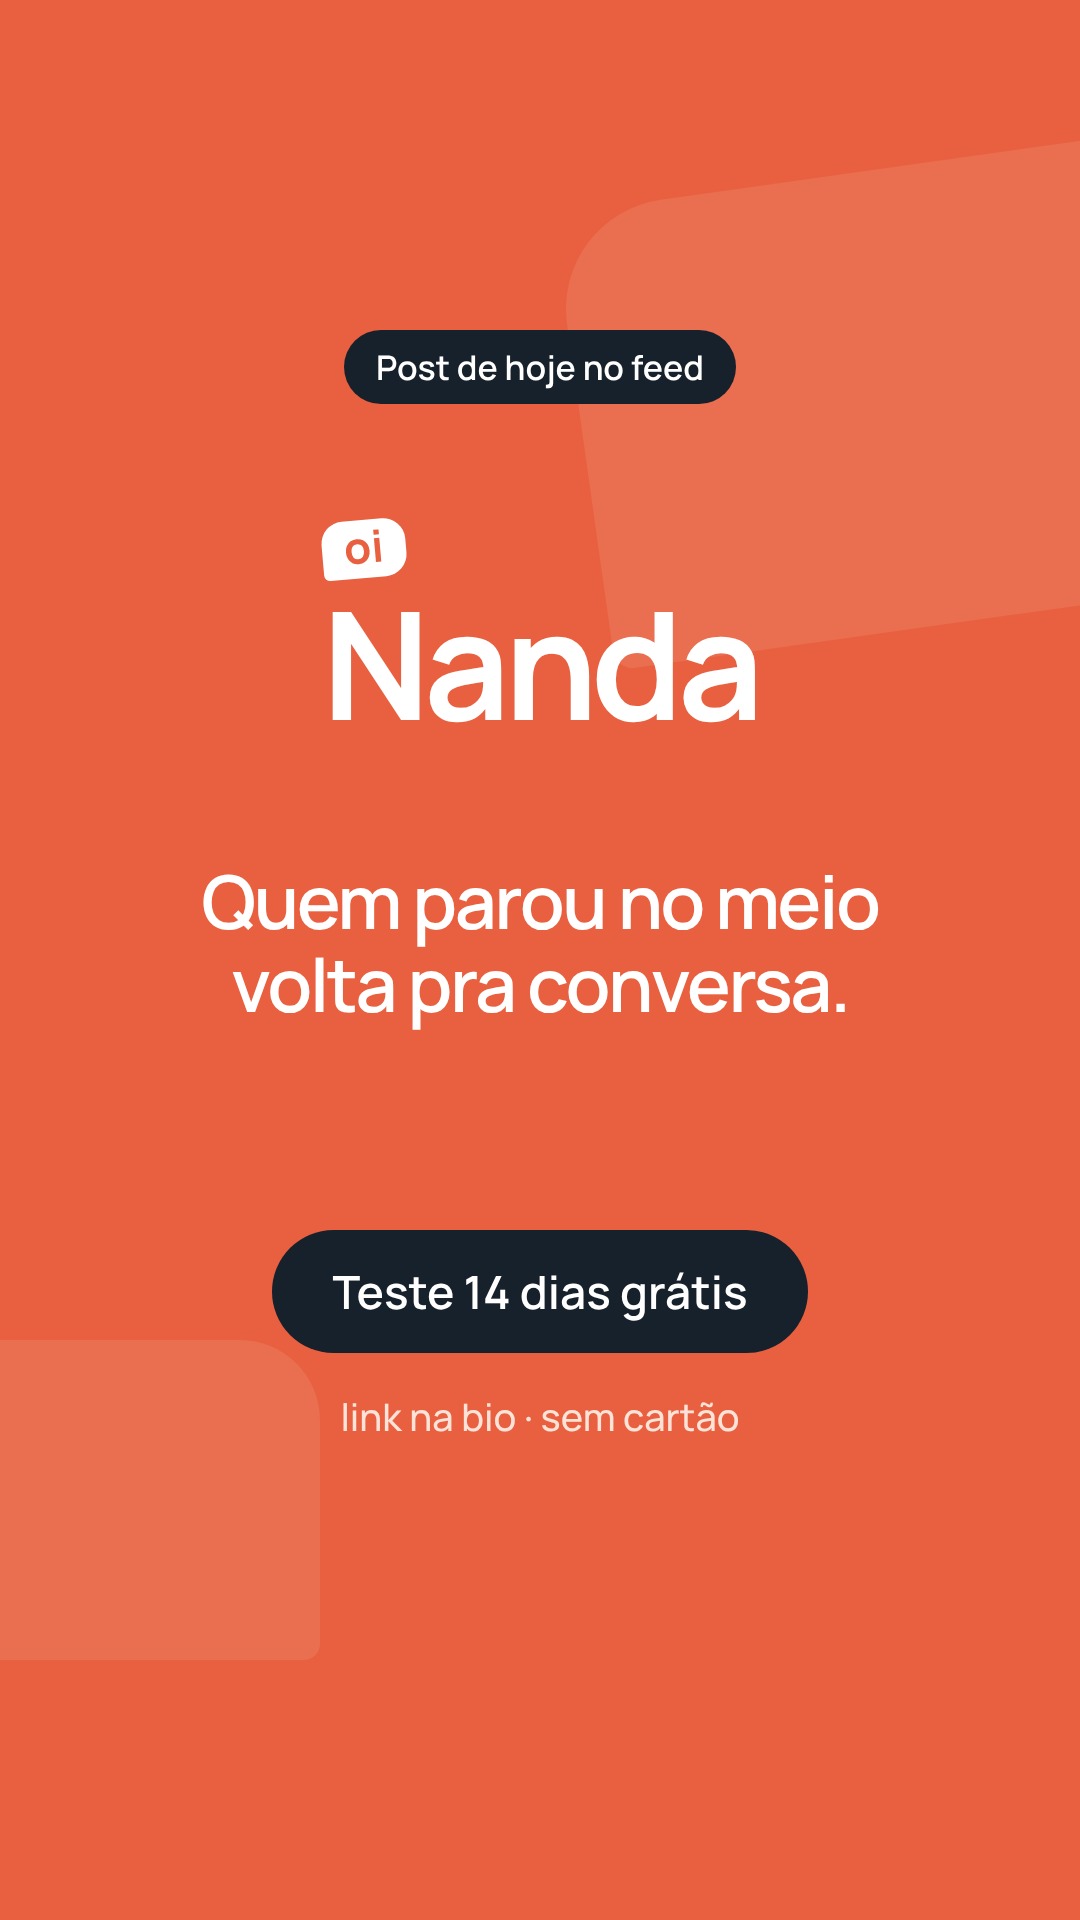 Post de hoje no feed
oi
Nanda
Quem parou no meio
volta pra conversa.
Teste 14 dias grátis
link na bio · sem cartão